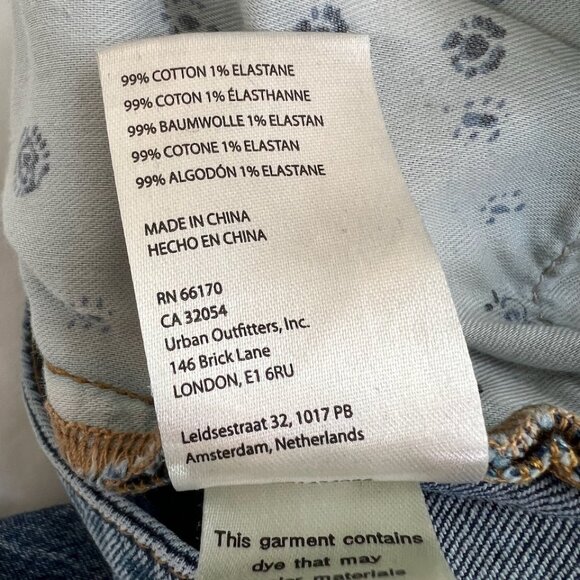 99% COTTON 1% ELASTANE
99% COTON 1% ÉLASTHANNE
99% BAUMWOLLE 1% ELASTAN
99% COTONE 1% ELASTAN
99% ALGODÓN 1% ELASTANE
MADE IN CHINA
HECHO EN CHINA
RN 66170
CA 32054
Urban Outfitters, Inc.
146 Brick Lane
LONDON, E1 6RU
Leidsestraat 32, 1017 PB
Amsterdam, Netherlands
This garment contains
dye that may
materials